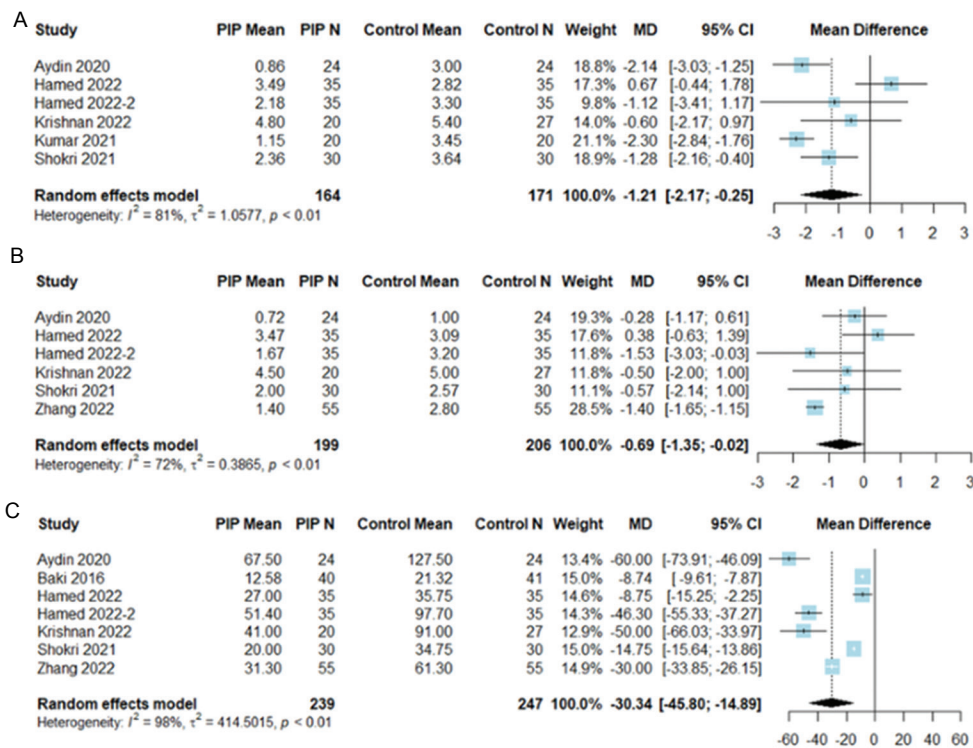 A
Study PIP Mean PIP N Control Mean Control N Weight MD 95% CI Mean Difference
Aydin 2020 0.86 24 3.00 24 18.8% -2.14 [-3.03; -1.25]
Hamed 2022 3.49 35 2.82 35 17.3% 0.67 [-0.44; 1.78]
Hamed 2022-2 2.18 35 3.30 35 9.8% -1.12 [-3.41; 1.17]
Krishnan 2022 4.80 20 5.40 27 14.0% -0.60 [-2.17; 0.97]
Kumar 2021 1.15 20 3.45 20 21.1% -2.30 [-2.84; -1.76]
Shokri 2021 2.36 30 3.64 30 18.9% -1.28 [-2.16; -0.40]
Random effects model 164 171 100.0% -1.21 [-2.17; -0.25]
Heterogeneity: I² = 81%, τ² = 1.0577, p < 0.01
-3 -2 -1 0 1 2 3
B
Study PIP Mean PIP N Control Mean Control N Weight MD 95% CI Mean Difference
Aydin 2020 0.72 24 1.00 24 19.3% -0.28 [-1.17; 0.61]
Hamed 2022 3.47 35 3.09 35 17.6% 0.38 [-0.63; 1.39]
Hamed 2022-2 1.67 35 3.20 35 11.8% -1.53 [-3.03; -0.03]
Krishnan 2022 4.50 20 5.00 27 11.8% -0.50 [-2.00; 1.00]
Shokri 2021 2.00 30 2.57 30 11.1% -0.57 [-2.14; 1.00]
Zhang 2022 1.40 55 2.80 55 28.5% -1.40 [-1.65; -1.15]
Random effects model 199 206 100.0% -0.69 [-1.35; -0.02]
Heterogeneity: I² = 72%, τ² = 0.3865, p < 0.01
-3 -2 -1 0 1 2 3
C
Study PIP Mean PIP N Control Mean Control N Weight MD 95% CI Mean Difference
Aydin 2020 67.50 24 127.50 24 13.4% -60.00 [-73.91; -46.09]
Baki 2016 12.58 40 21.32 41 15.0% -8.74 [-9.61; -7.87]
Hamed 2022 27.00 35 35.75 35 14.6% -8.75 [-15.25; -2.25]
Hamed 2022-2 51.40 35 97.70 35 14.3% -46.30 [-55.33; -37.27]
Krishnan 2022 41.00 20 91.00 27 12.9% -50.00 [-66.03; -33.97]
Shokri 2021 20.00 30 34.75 30 15.0% -14.75 [-15.64; -13.86]
Zhang 2022 31.30 55 61.30 55 14.9% -30.00 [-33.85; -26.15]
Random effects model 239 247 100.0% -30.34 [-45.80; -14.89]
Heterogeneity: I² = 98%, τ² = 414.5015, p < 0.01
-60 -40 -20 0 20 40 60